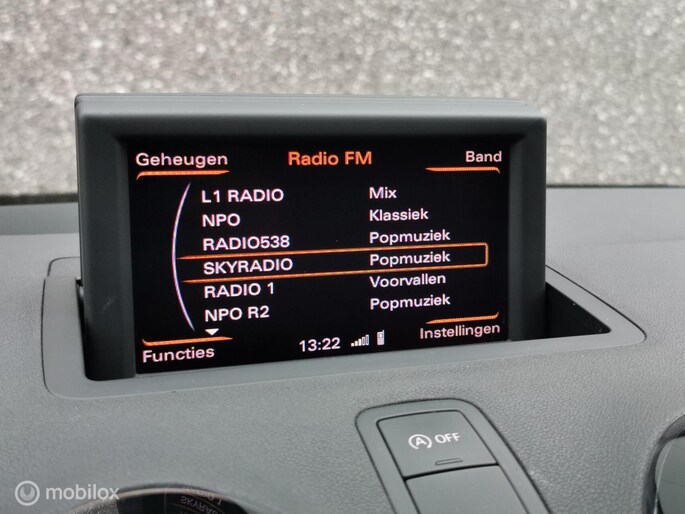 Geheugen Radio FM Band
L1 RADIO Mix
NPO Klassiek
RADIO538 Popmuziek
SKYRADIO Popmuziek
RADIO 1 Voorvallen
NPO R2 Popmuziek
Functies 13:22 Instellingen
A OFF
mobilox